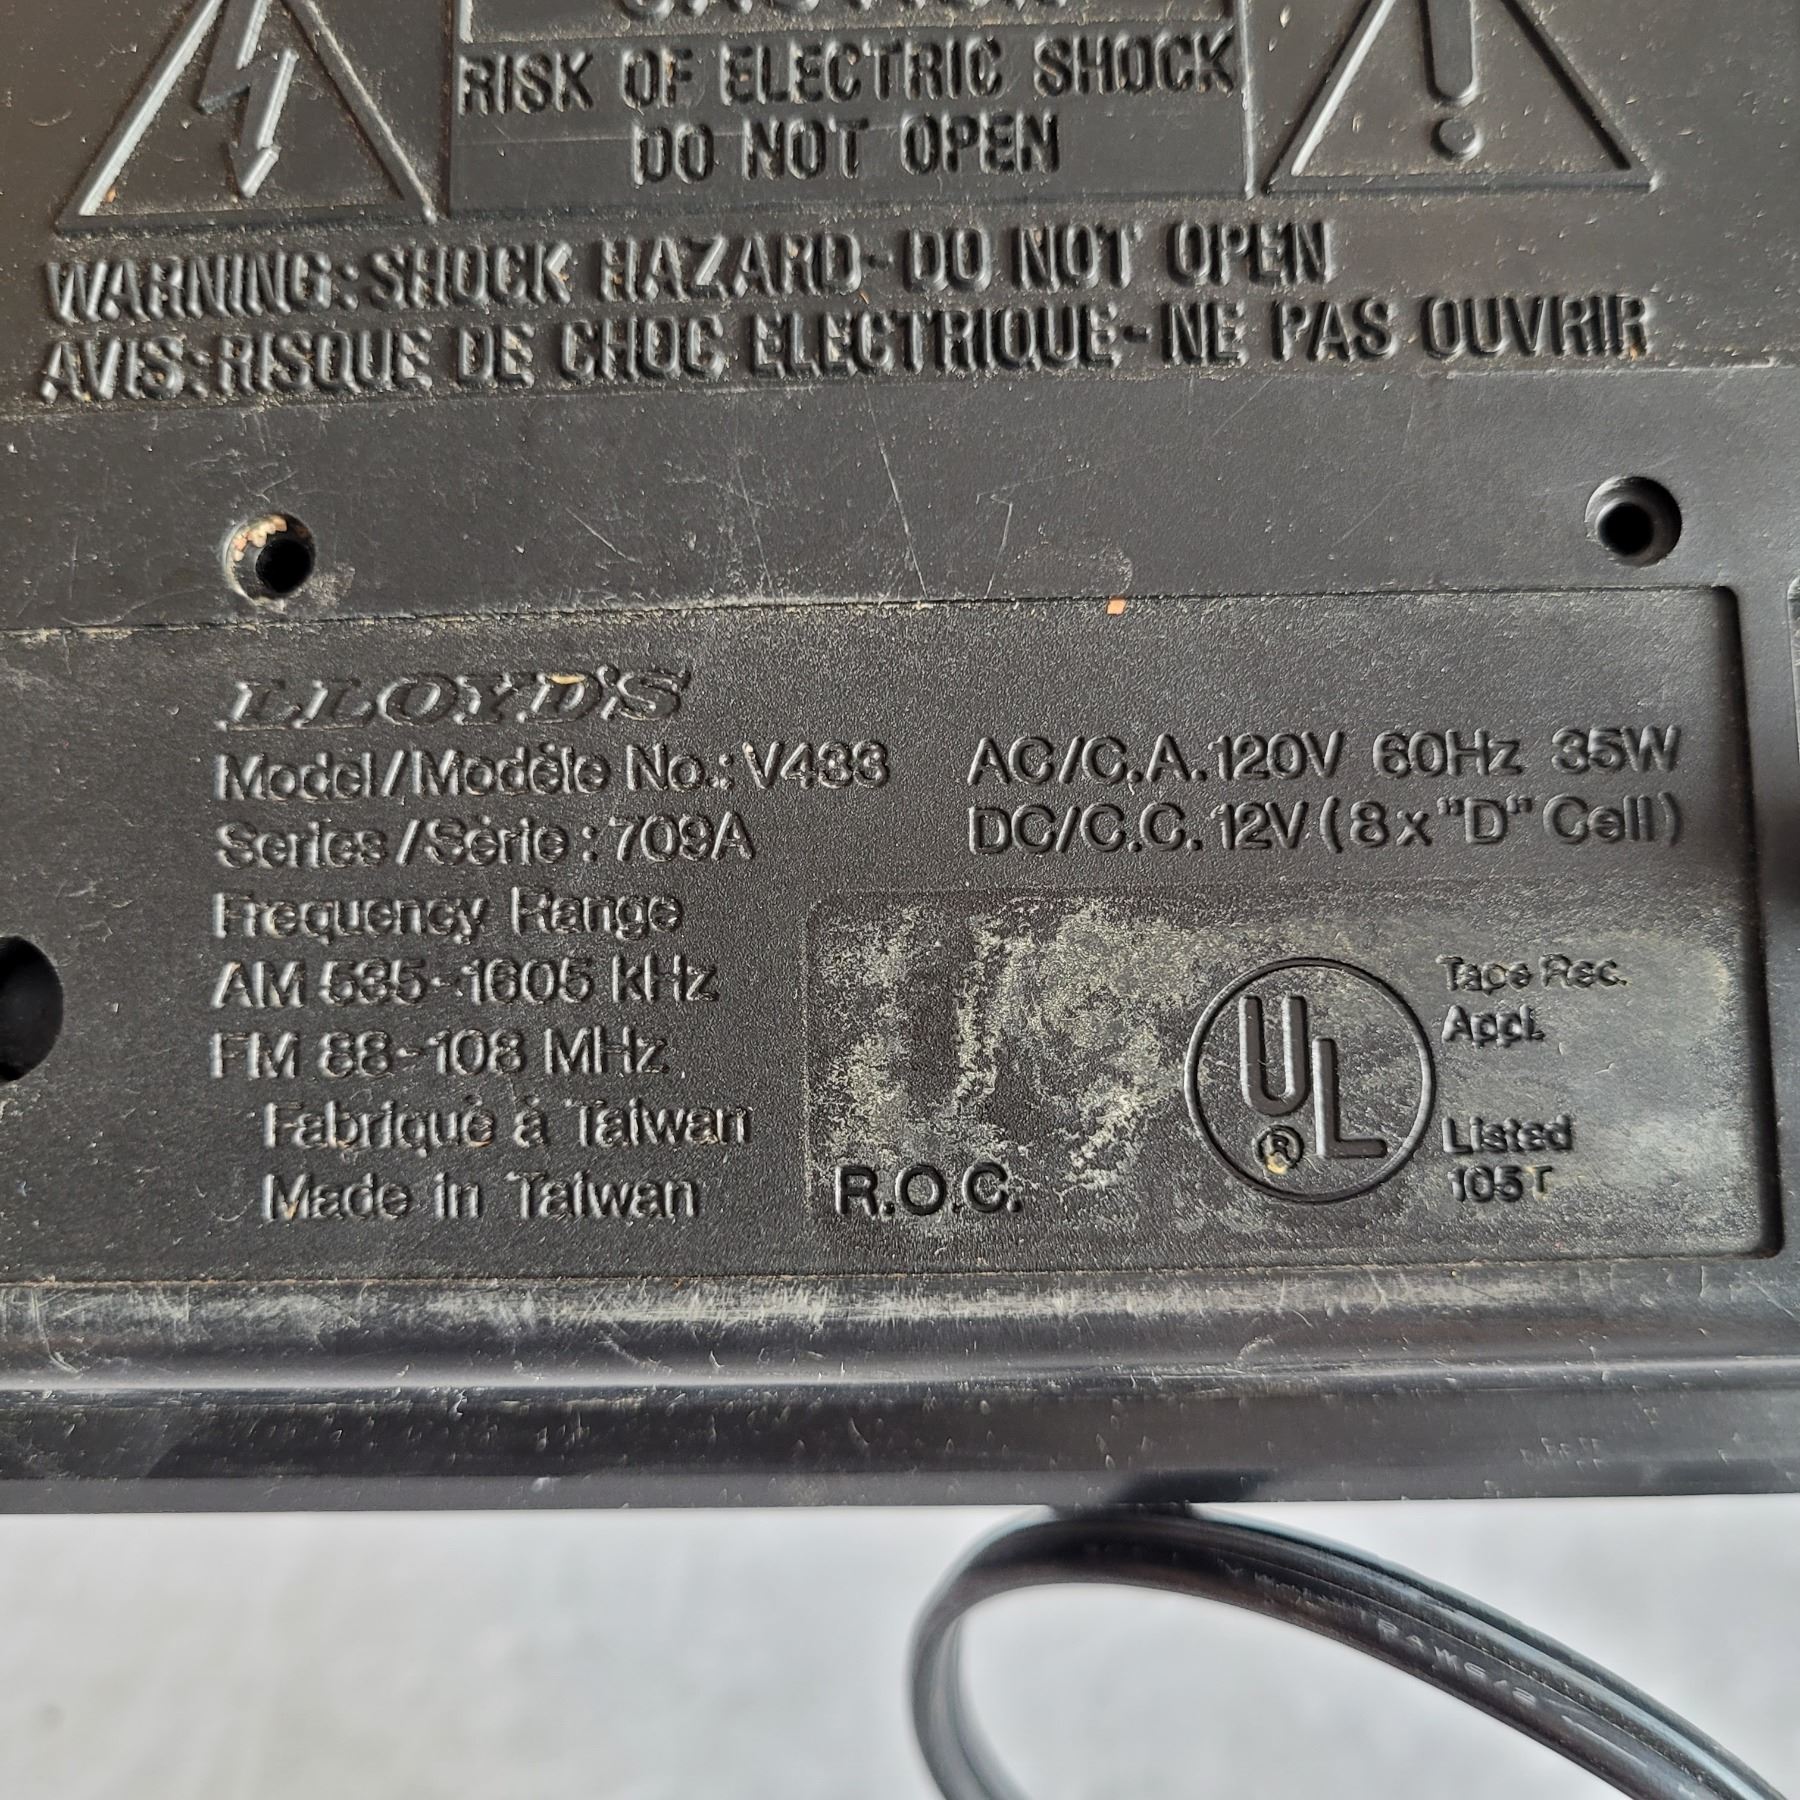 CAUTION
RISK OF ELECTRIC SHOCK
DO NOT OPEN
WARNING: SHOCK HAZARD-DO NOT OPEN
AVIS: RISQUE DE CHOC ELECTRIQUE-NE PAS OUVRIR
LLOYD'S
Model/Modèle No.: V433
Series/Série: 709A
Frequency Range
AM 535-1605 kHz
FM 88-108 MHz
Fabriqué à Taiwan
Made in Taiwan
R.O.C.
AC/C.A. 120V 60Hz 35W
DC/C.C. 12V (8 x "D" Cell)
UL
®
Tape Rec.
Appl.
Listed
105T